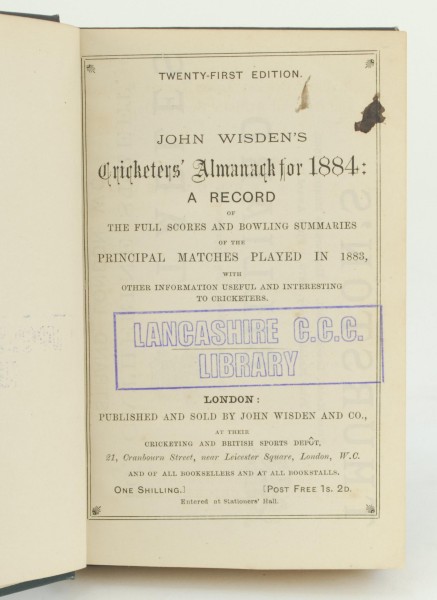 TWENTY-FIRST EDITION.
JOHN WISDEN'S
Cricketers' Almanack for 1884:
A RECORD
OF
THE FULL SCORES AND BOWLING SUMMARIES
OF THE
PRINCIPAL MATCHES PLAYED IN 1883,
WITH
OTHER INFORMATION USEFUL AND INTERESTING
TO CRICKETERS.
LANCASHIRE C.C.C.
LIBRARY
LONDON:
PUBLISHED AND SOLD BY JOHN WISDEN AND CO.,
AT THEIR
CRICKETING AND BRITISH SPORTS DEPÔT,
21, Cranbourn Street, near Leicester Square, London, W.C.
AND OF ALL BOOKSELLERS AND AT ALL BOOKSTALLS.
ONE SHILLING.] [POST FREE 1s. 2D.
Entered at Stationers' Hall.